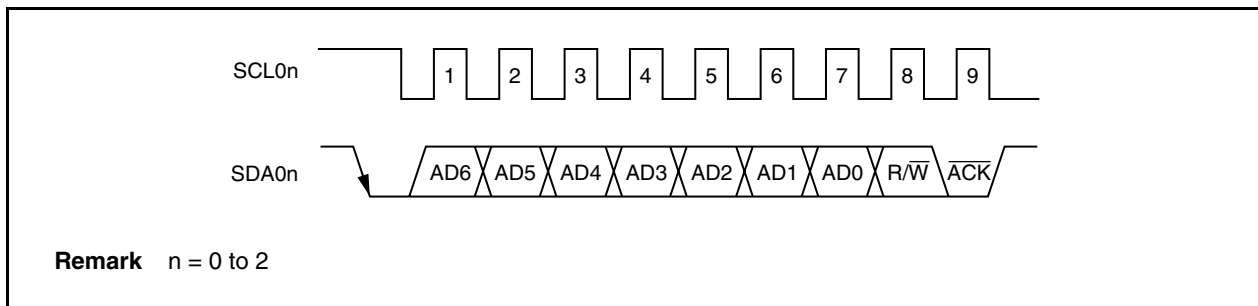 SCL0n 1 2 3 4 5 6 7 8 9
SDA0n AD6 AD5 AD4 AD3 AD2 AD1 AD0 R/W̅ A̅C̅K̅
Remark n = 0 to 2